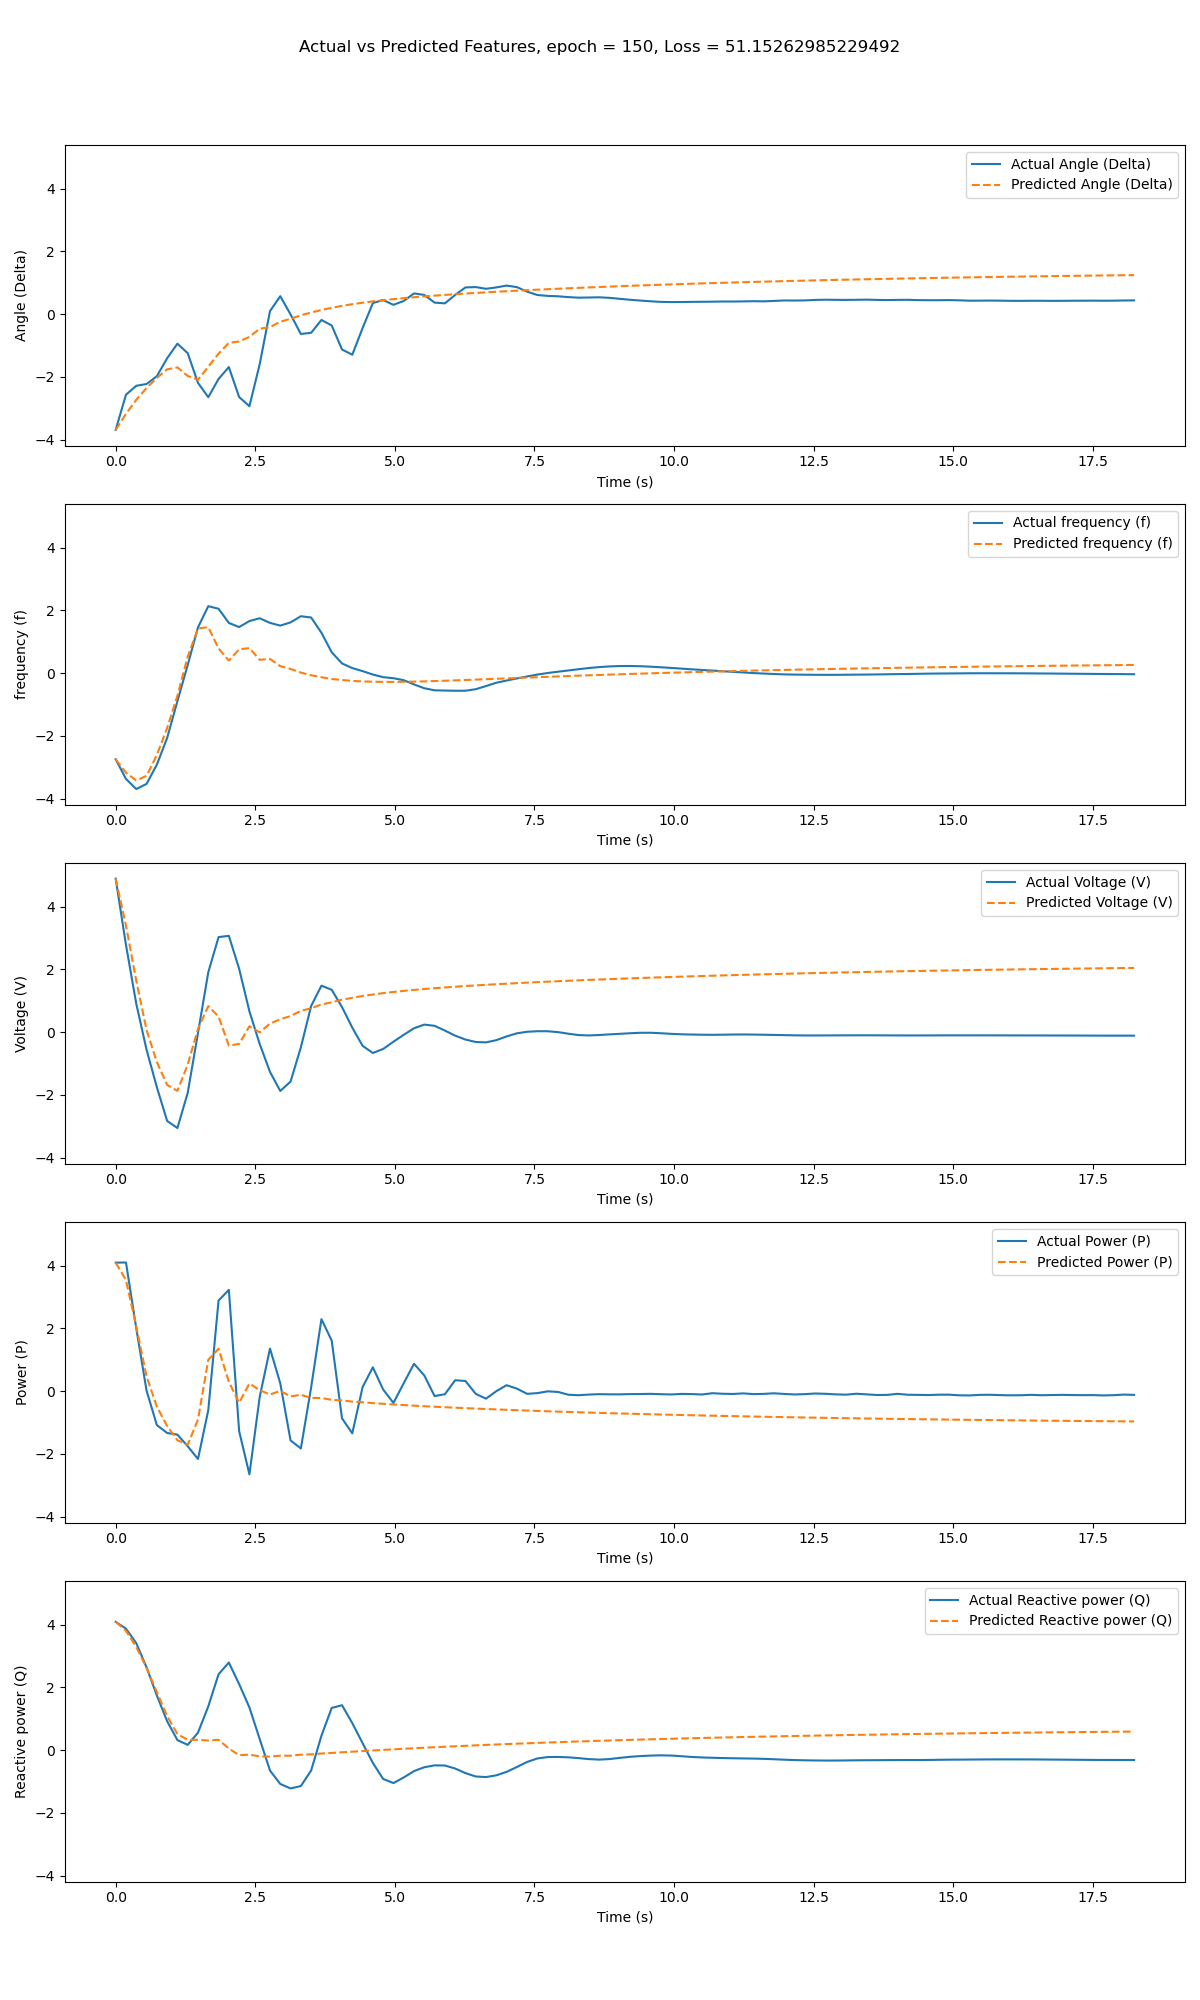 Actual vs Predicted Features, epoch = 150, Loss = 51.15262985229492
Actual Angle (Delta)
Predicted Angle (Delta)
Angle (Delta)
4
2
0
−2
−4
0.0 2.5 5.0 7.5 10.0 12.5 15.0 17.5
Time (s)
Actual frequency (f)
Predicted frequency (f)
frequency (f)
4
2
0
−2
−4
0.0 2.5 5.0 7.5 10.0 12.5 15.0 17.5
Time (s)
Actual Voltage (V)
Predicted Voltage (V)
Voltage (V)
4
2
0
−2
−4
0.0 2.5 5.0 7.5 10.0 12.5 15.0 17.5
Time (s)
Actual Power (P)
Predicted Power (P)
Power (P)
4
2
0
−2
−4
0.0 2.5 5.0 7.5 10.0 12.5 15.0 17.5
Time (s)
Actual Reactive power (Q)
Predicted Reactive power (Q)
Reactive power (Q)
4
2
0
−2
−4
0.0 2.5 5.0 7.5 10.0 12.5 15.0 17.5
Time (s)